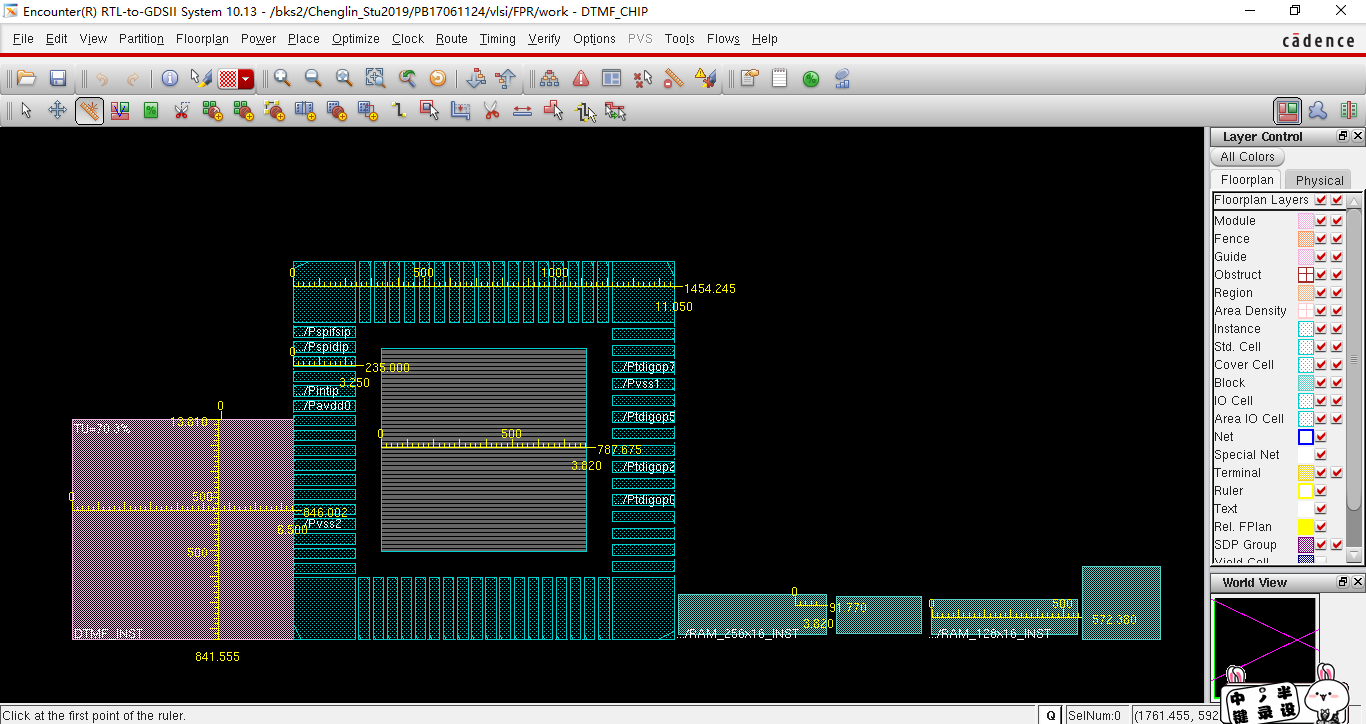 Encounter(R) RTL-to-GDSII System 10.13 - /bks2/Chenglin_Stu2019/PB17061124/vlsi/FPR/work - DTMF_CHIP
File Edit View Partition Floorplan Power Place Optimize Clock Route Timing Verify Options PVS Tools Flows Help
cādence
Layer Control
All Colors
Floorplan Physical
Floorplan Layers
Module
Fence
Guide
Obstruct
Region
Area Density
Instance
Std. Cell
Cover Cell
Block
IO Cell
Area IO Cell
Net
Special Net
Terminal
Ruler
Text
Rel. FPlan
SDP Group
Yield Cell
World View
0 500 1000
1454.245
11.050
.../Pspifsip
.../Pspidip
0
235.000
3.250
.../Pintip
.../Pavdd0
.../Pvss2
.../Ptdigop7
.../Pvss1
.../Ptdigop5
.../Ptdigop2
.../Ptdigop0
0 500
787.675
3.820
0
13.810
TU=70.3%
0 500
846.002
6.500
500
DTMF_INST
841.555
0
91.770
3.820
.../RAM_256x16_INST
0 500
972.980
.../RAM_128x16_INST
Click at the first point of the ruler.
Q
SelNum:0
(1761.455, 592
中 ，半
键 录 设